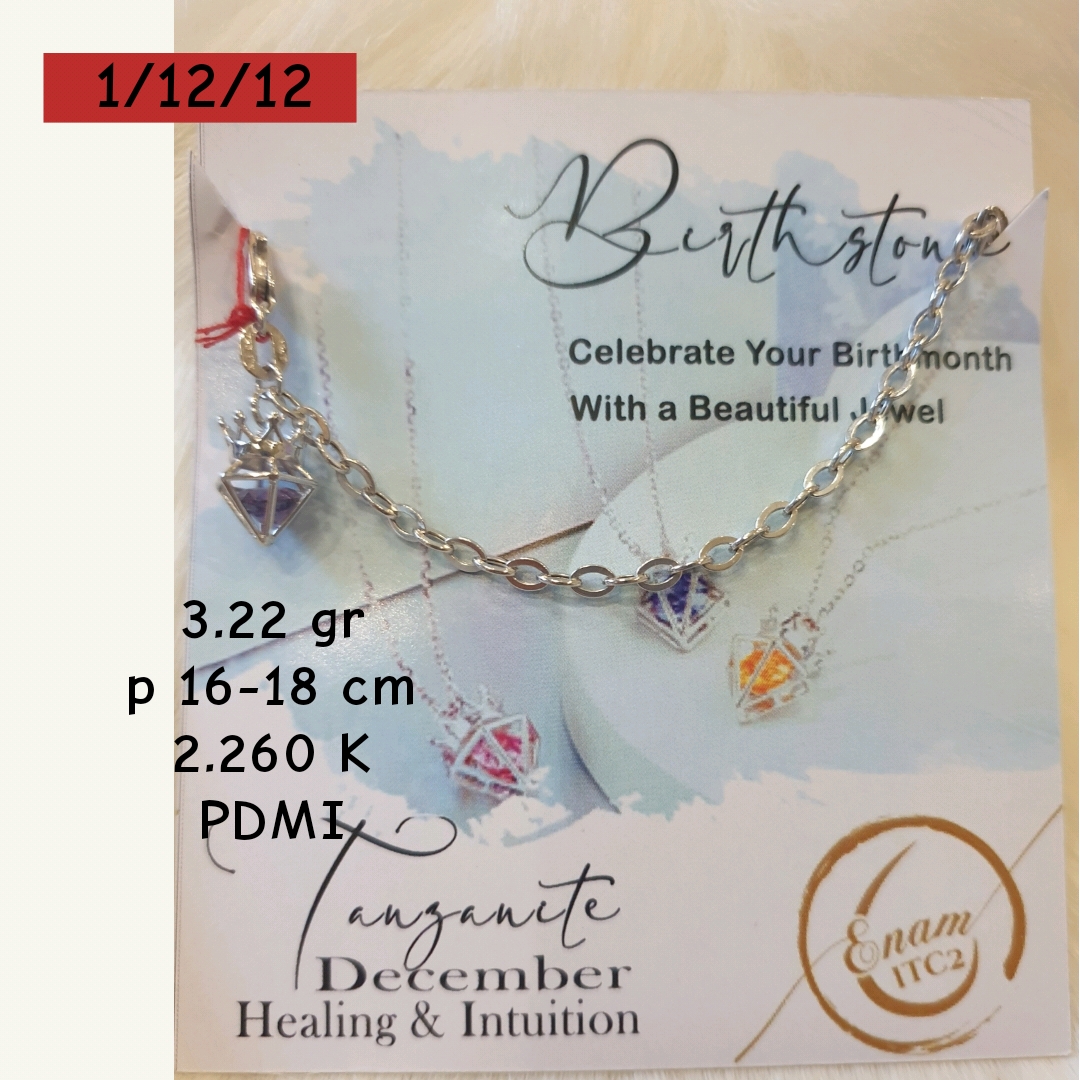 1/12/12
Birthstone
Celebrate Your Birthmonth
With a Beautiful Jewel
3.22 gr
p 16-18 cm
2.260 K
PDMI
Tanzanite
December
Healing & Intuition
Enam
ITC2